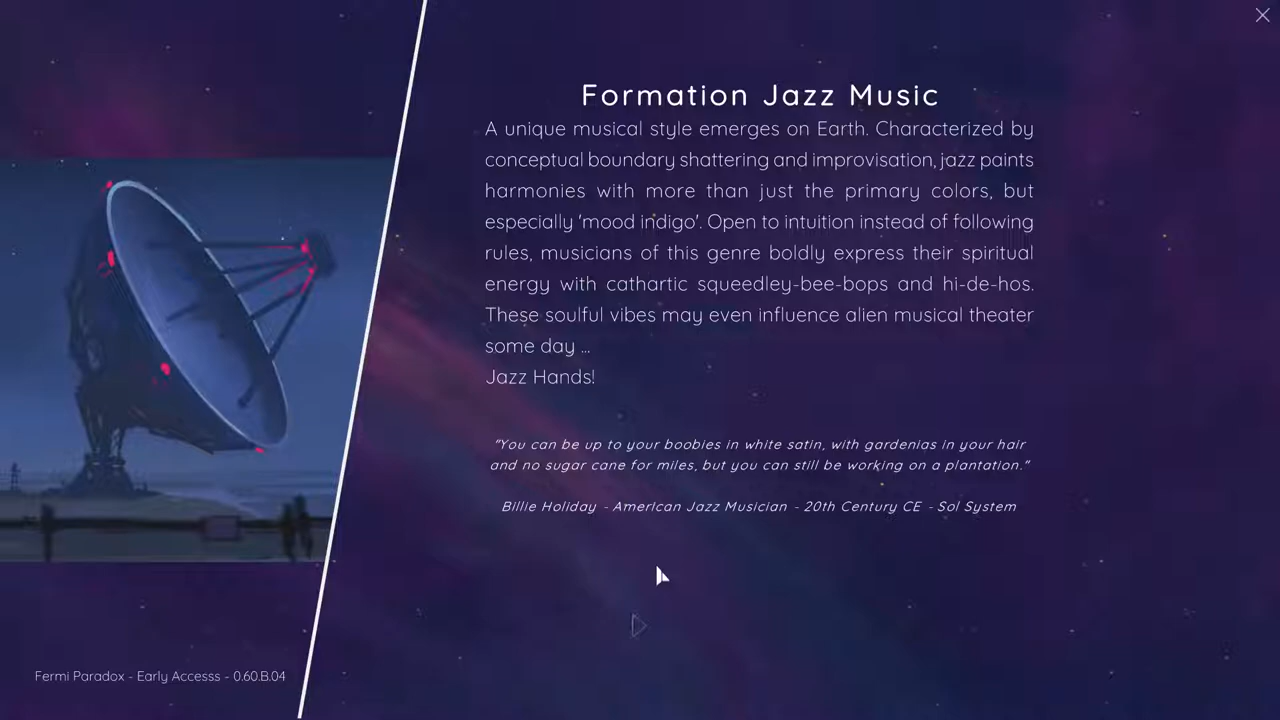 Formation Jazz Music
A unique musical style emerges on Earth. Characterized by
conceptual boundary shattering and improvisation, jazz paints
harmonies with more than just the primary colors, but
especially 'mood indigo'. Open to intuition instead of following
rules, musicians of this genre boldly express their spiritual
energy with cathartic squeedley-bee-bops and hi-de-hos.
These soulful vibes may even influence alien musical theater
some day ...
Jazz Hands!
"You can be up to your boobies in white satin, with gardenias in your hair
and no sugar cane for miles, but you can still be working on a plantation."
Billie Holiday - American Jazz Musician - 20th Century CE - Sol System
Fermi Paradox - Early Accesss - 0.60.B.04